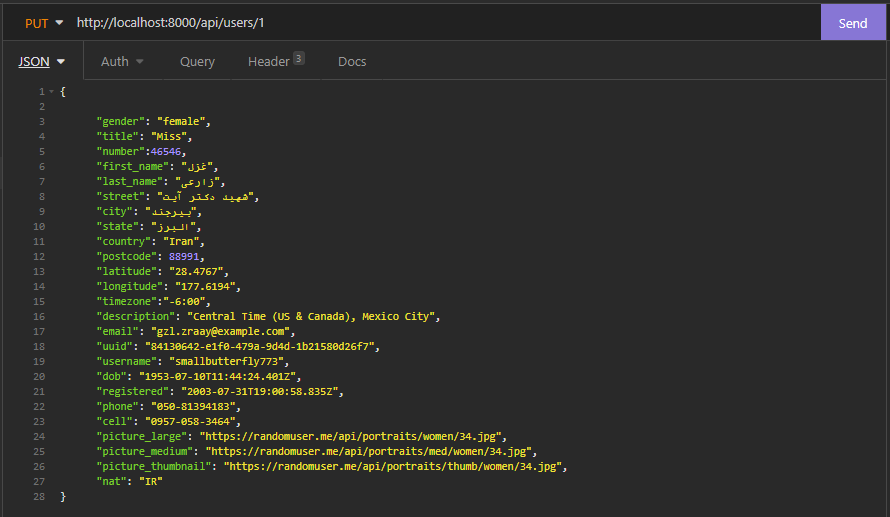 PUT http://localhost:8000/api/users/1 Send
JSON Auth Query Header 3 Docs
1 {
2
3 "gender": "female",
4 "title": "Miss",
5 "number":46546,
6 "first_name": "غزل",
7 "last_name": "زارعی",
8 "street": "شهید دکتر آیت",
9 "city": "بیرجند",
10 "state": "البرز",
11 "country": "Iran",
12 "postcode": 88991,
13 "latitude": "28.4767",
14 "longitude": "177.6194",
15 "timezone":"-6:00",
16 "description": "Central Time (US & Canada), Mexico City",
17 "email": "gzl.zraay@example.com",
18 "uuid": "84130642-e1f0-479a-9d4d-1b21580d26f7",
19 "username": "smallbutterfly773",
20 "dob": "1953-07-10T11:44:24.401Z",
21 "registered": "2003-07-31T19:00:58.835Z",
22 "phone": "050-81394183",
23 "cell": "0957-058-3464",
24 "picture_large": "https://randomuser.me/api/portraits/women/34.jpg",
25 "picture_medium": "https://randomuser.me/api/portraits/med/women/34.jpg",
26 "picture_thumbnail": "https://randomuser.me/api/portraits/thumb/women/34.jpg",
27 "nat": "IR"
28 }